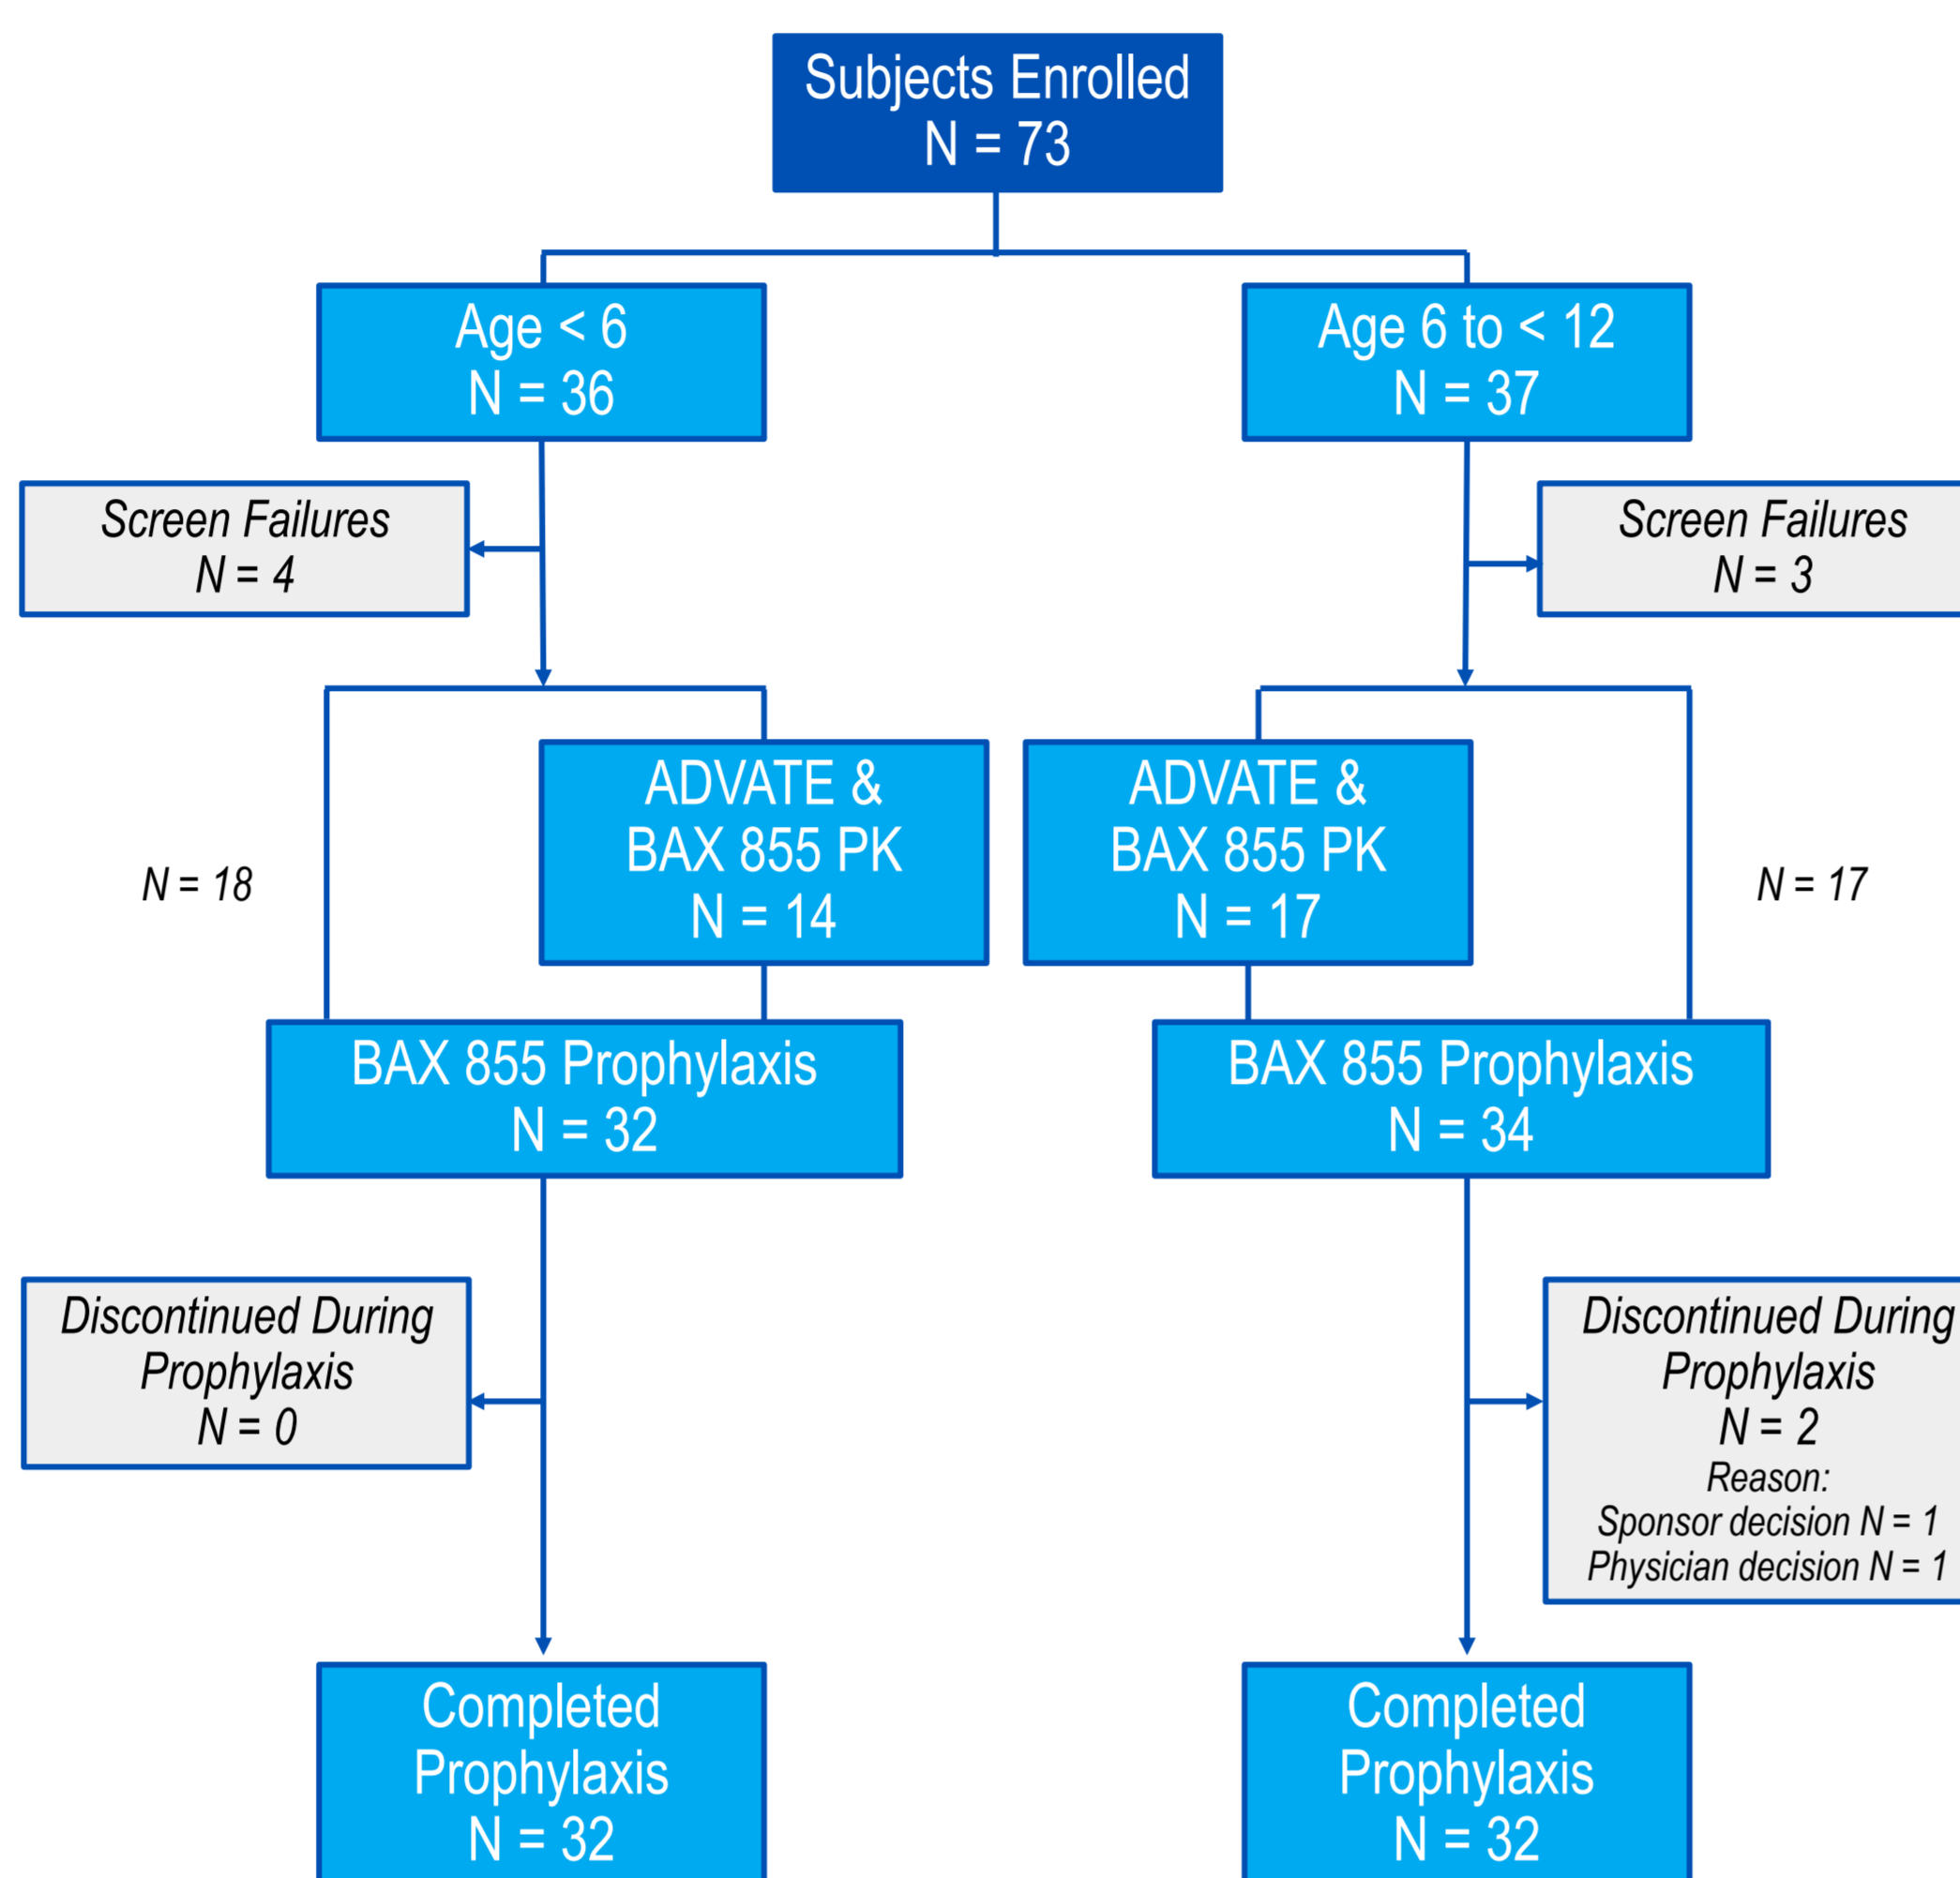 Subjects Enrolled
N = 73
Age < 6
N = 36
Age 6 to < 12
N = 37
Screen Failures
N = 4
Screen Failures
N = 3
ADVATE &
BAX 855 PK
N = 14
ADVATE &
BAX 855 PK
N = 17
N = 18
N = 17
BAX 855 Prophylaxis
N = 32
BAX 855 Prophylaxis
N = 34
Discontinued During
Prophylaxis
N = 0
Discontinued During
Prophylaxis
N = 2
Reason:
Sponsor decision N = 1
Physician decision N = 1
Completed
Prophylaxis
N = 32
Completed
Prophylaxis
N = 32